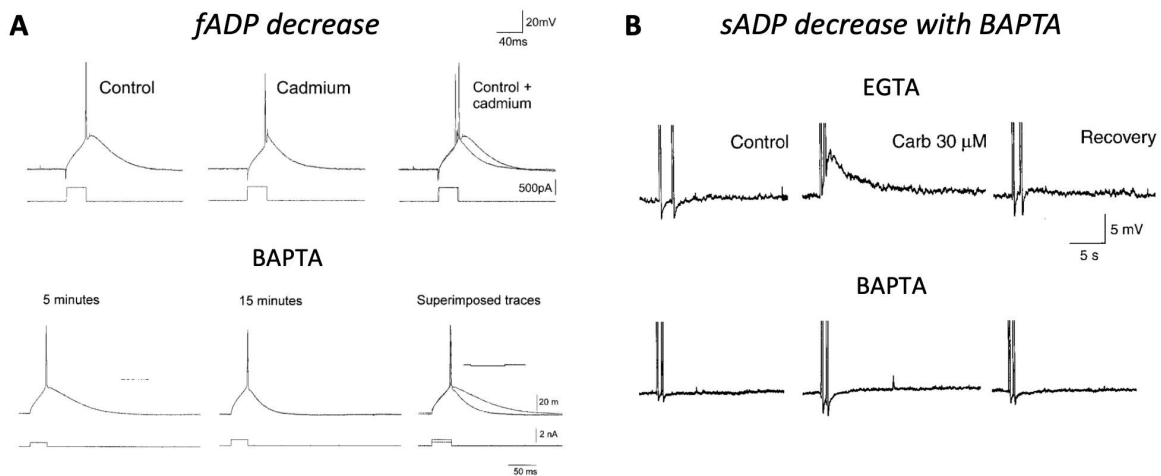 A
fADP decrease
20mV
40ms
Control
Cadmium
Control +
cadmium
500pA
BAPTA
5 minutes
15 minutes
Superimposed traces
20 m
2 nA
50 ms
B
sADP decrease with BAPTA
EGTA
Control
Carb 30 μM
Recovery
5 mV
5 s
BAPTA